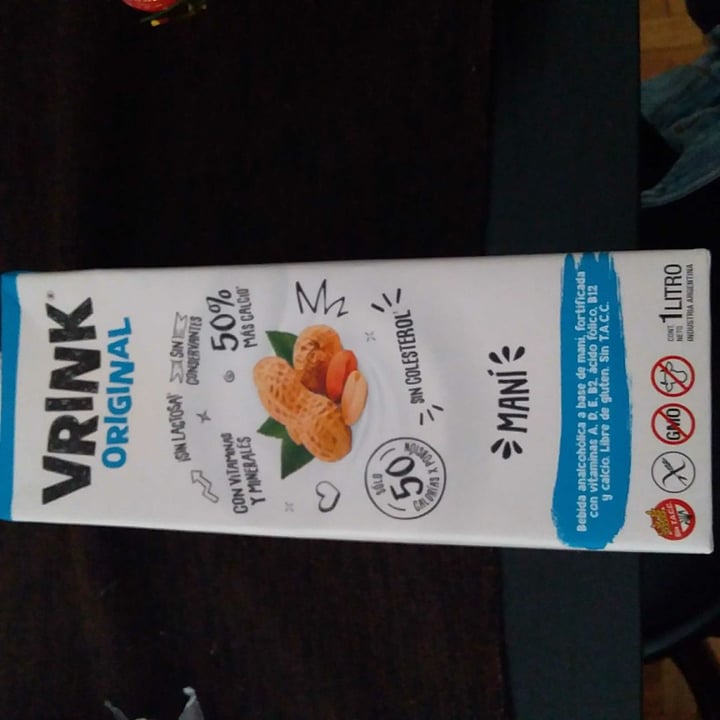 VRINK®
ORIGINAL
¡SIN LACTOSA!
SIN
CONSERVANTES
CON VITAMINAS
Y MINERALES
50%
MÁS CALCIO*
SÓLO
50
CALORÍAS X PORCIÓN
SIN COLESTEROL*
MANÍ
Bebida analcohólica a base de maní, fortificada
con vitaminas A, D, E, B2, ácido fólico, B12
y calcio. Libre de gluten. Sin T.A.C.C.
SIN T.A.C.C.
GMO
CONT.
NETO
1 LITRO
INDUSTRIA ARGENTINA